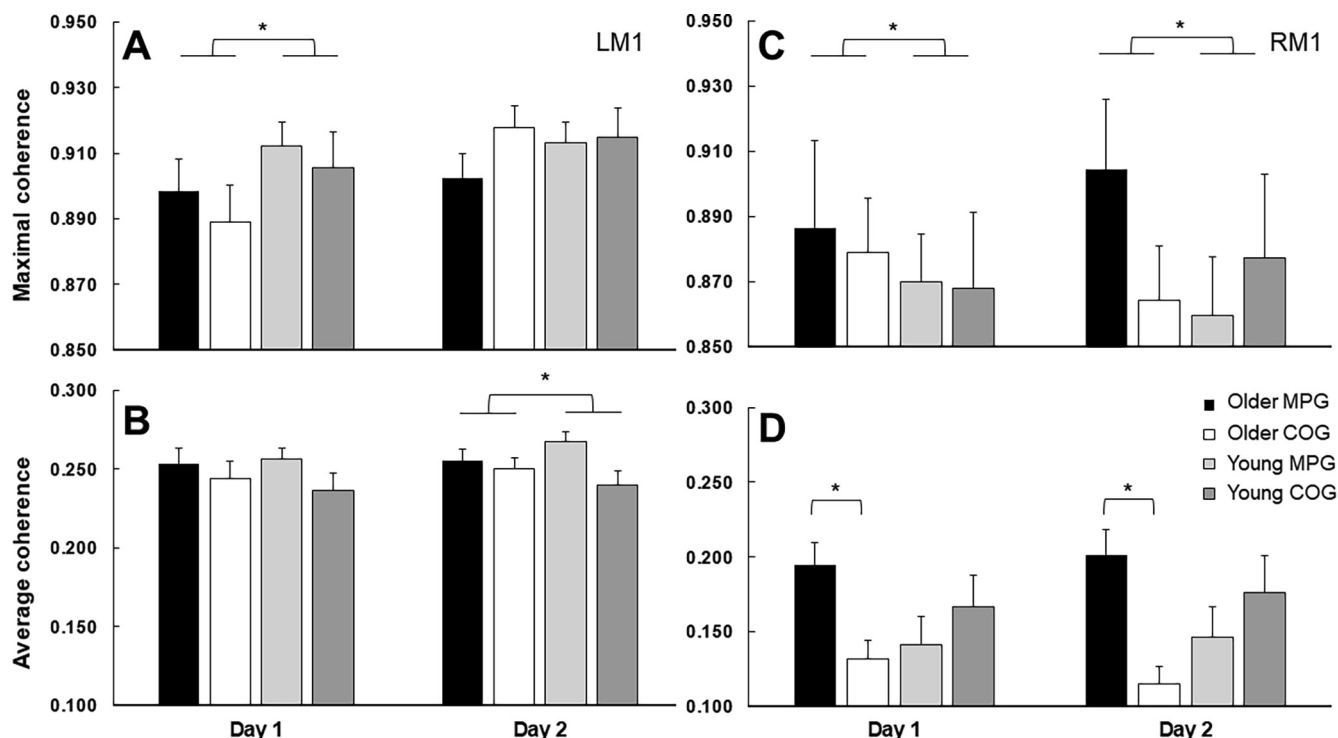 A
LM1
*
Maximal coherence
0.950
0.930
0.910
0.890
0.870
0.850
B
*
Average coherence
0.300
0.250
0.200
0.150
0.100
Day 1
Day 2
C
RM1
*
*
0.950
0.930
0.910
0.890
0.870
0.850
D
Older MPG
Older COG
Young MPG
Young COG
*
*
0.300
0.250
0.200
0.150
0.100
Day 1
Day 2